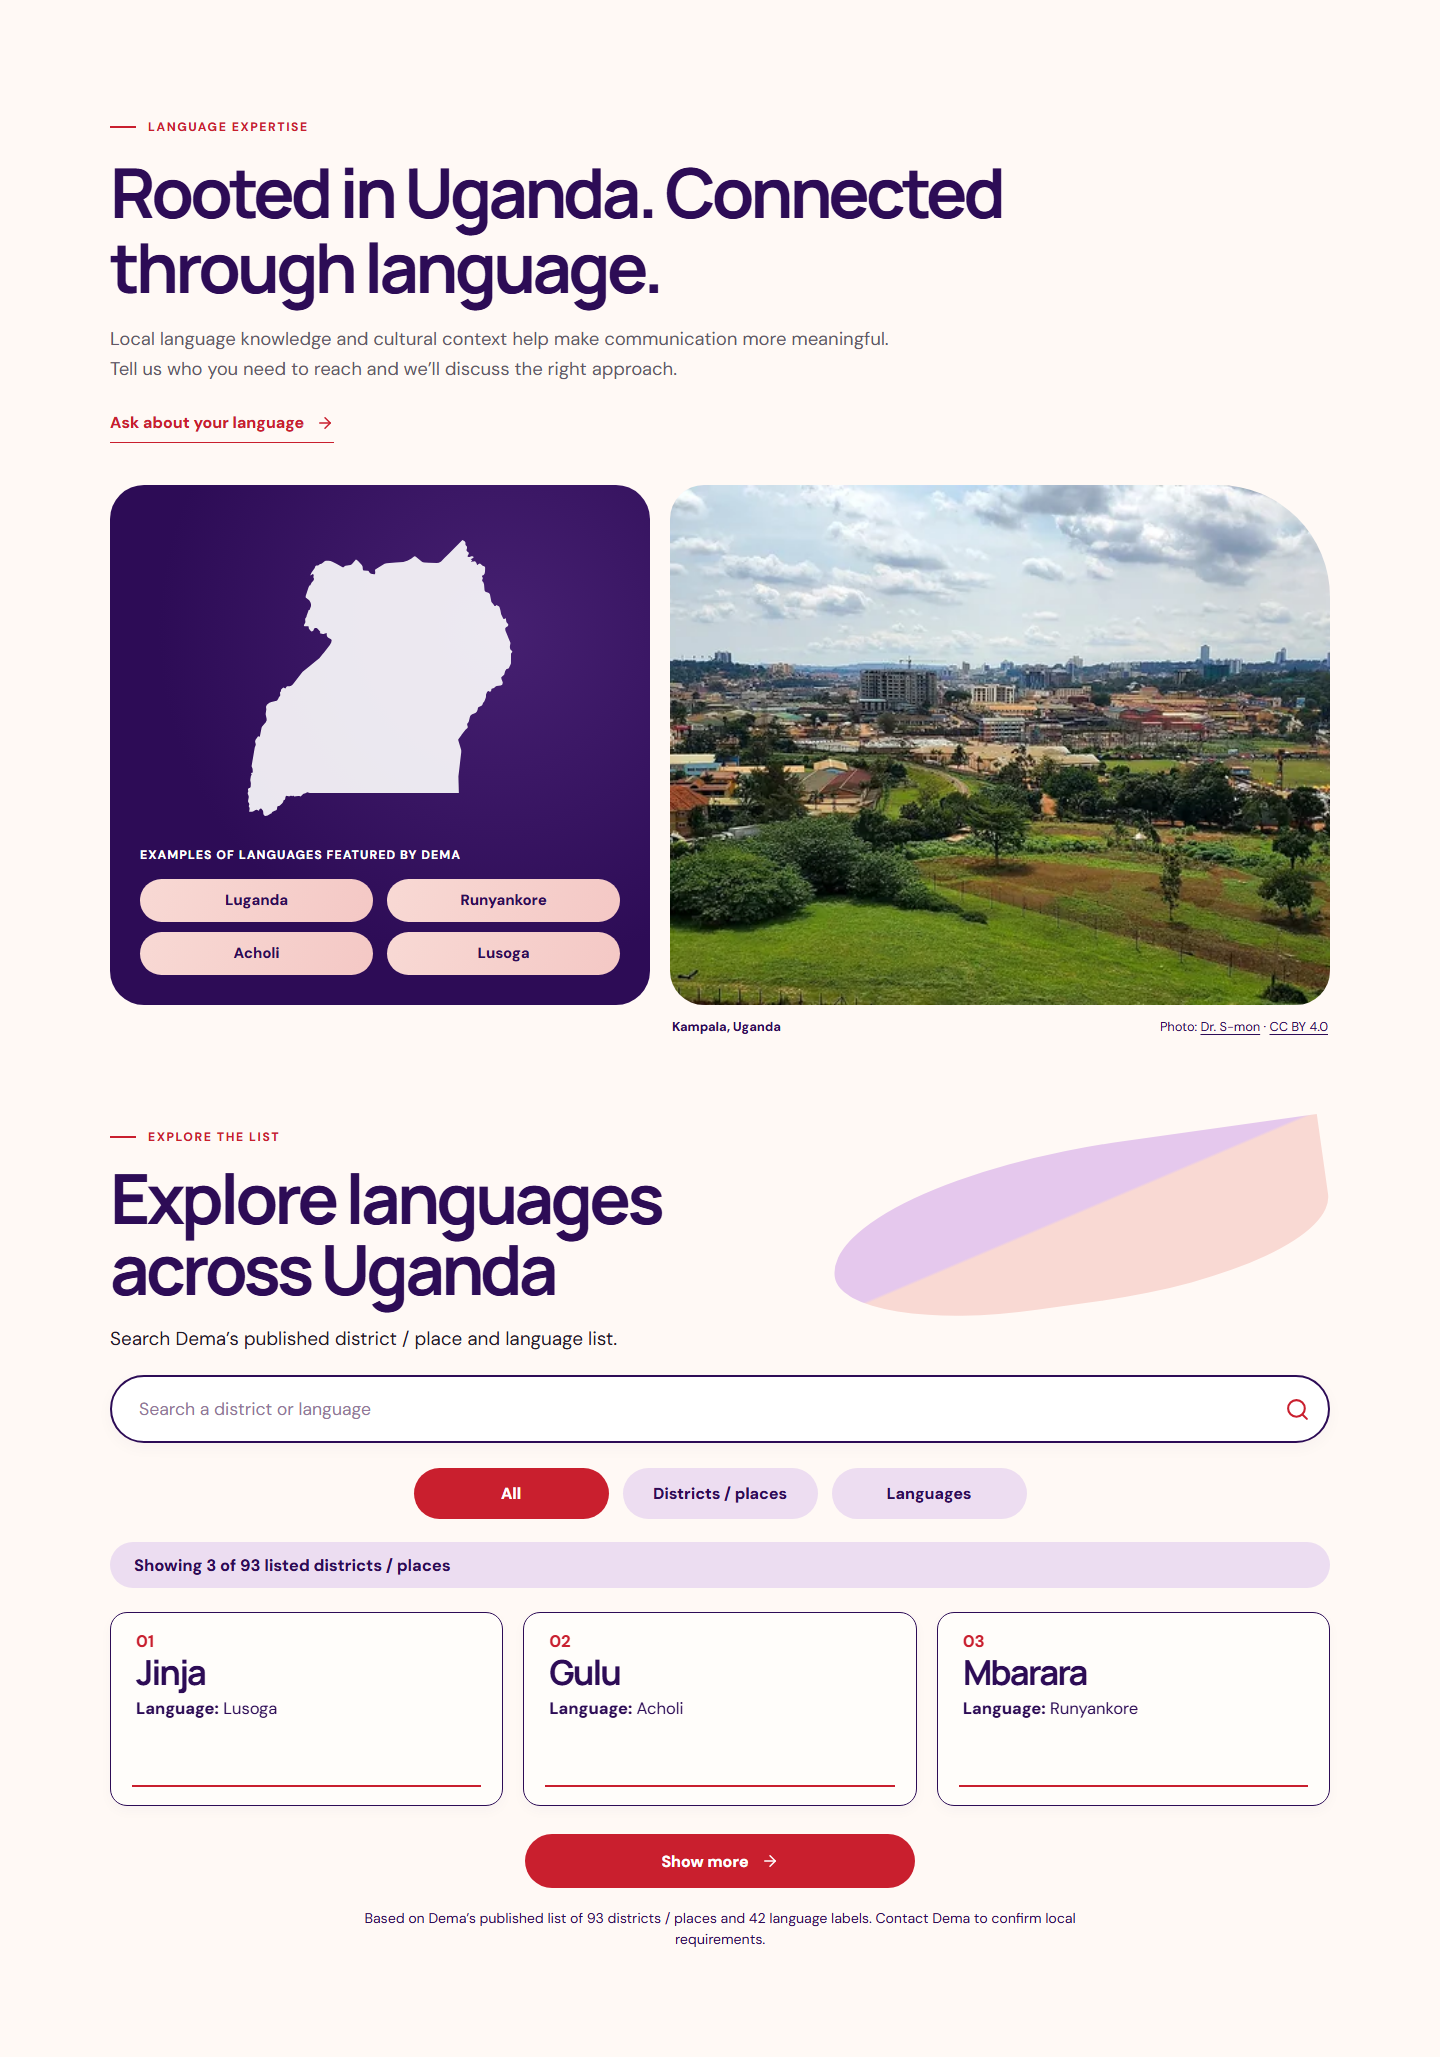 LANGUAGE EXPERTISE
Rooted in Uganda. Connected
through language.
Local language knowledge and cultural context help make communication more meaningful.
Tell us who you need to reach and we’ll discuss the right approach.
Ask about your language →
EXAMPLES OF LANGUAGES FEATURED BY DEMA
Luganda
Runyankore
Acholi
Lusoga
Kampala, Uganda
Photo: Dr. S-mon · CC BY 4.0
EXPLORE THE LIST
Explore languages
across Uganda
Search Dema’s published district / place and language list.
Search a district or language
All
Districts / places
Languages
Showing 3 of 93 listed districts / places
01
Jinja
Language: Lusoga
02
Gulu
Language: Acholi
03
Mbarara
Language: Runyankore
Show more →
Based on Dema’s published list of 93 districts / places and 42 language labels. Contact Dema to confirm local
requirements.